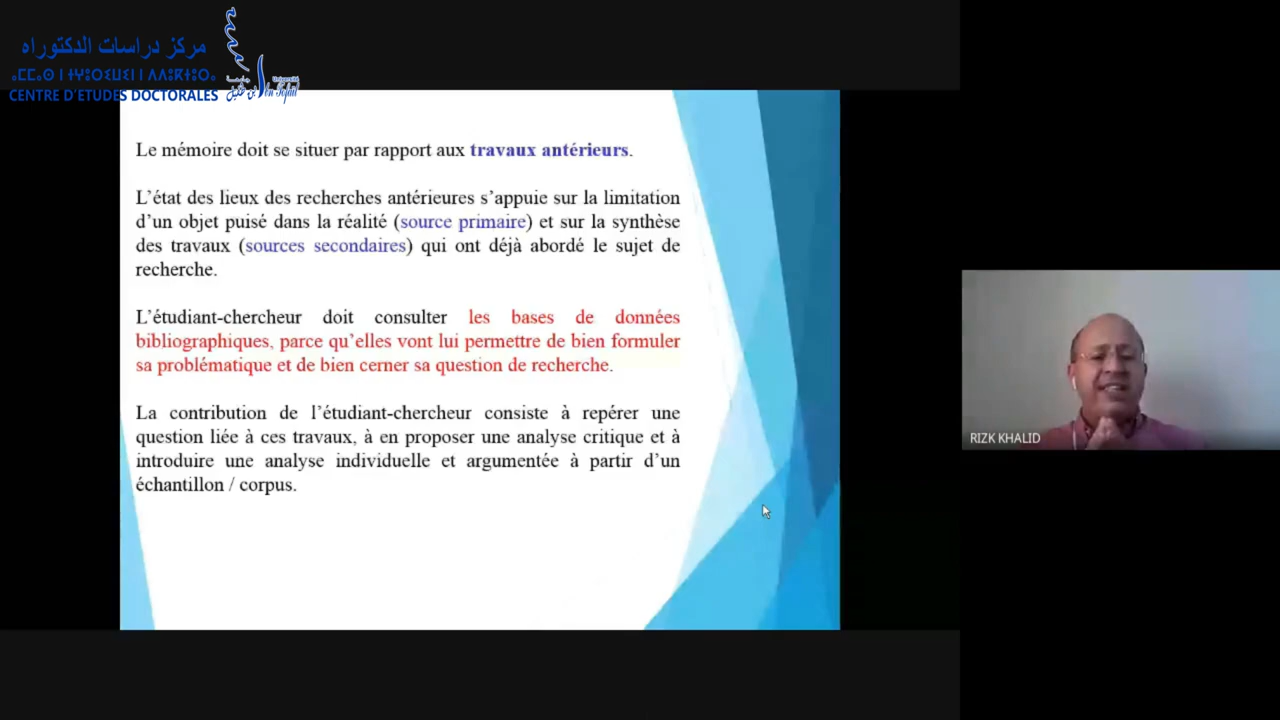 مركز دراسات الدكتوراه
CENTRE D'ETUDES DOCTORALES
Université
Ibn Tofail
Le mémoire doit se situer par rapport aux travaux antérieurs.
L’état des lieux des recherches antérieures s’appuie sur la limitation
d’un objet puisé dans la réalité (source primaire) et sur la synthèse
des travaux (sources secondaires) qui ont déjà abordé le sujet de
recherche.
L’étudiant-chercheur doit consulter les bases de données
bibliographiques, parce qu’elles vont lui permettre de bien formuler
sa problématique et de bien cerner sa question de recherche.
La contribution de l’étudiant-chercheur consiste à repérer une
question liée à ces travaux, à en proposer une analyse critique et à
introduire une analyse individuelle et argumentée à partir d’un
échantillon / corpus.
RIZK KHALID